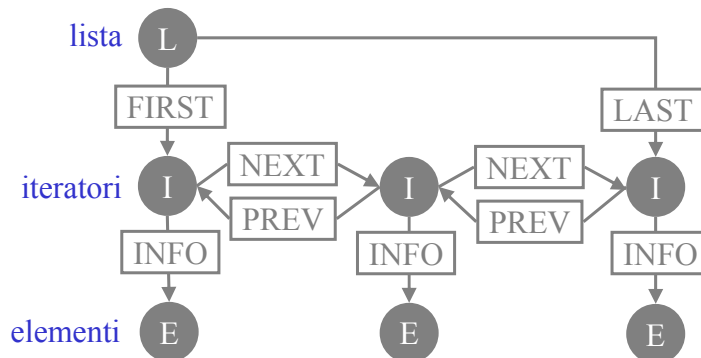 lista L
FIRST LAST
NEXT NEXT
iteratori I I I
PREV PREV
INFO INFO INFO
elementi E E E